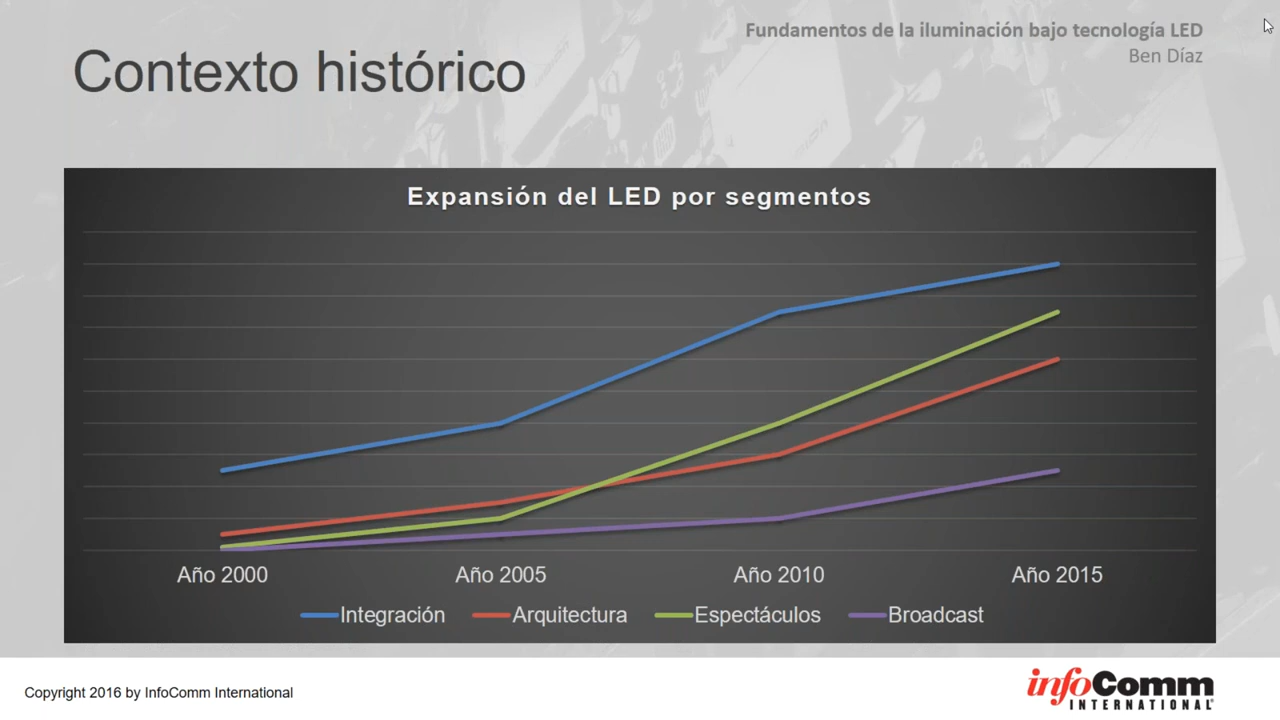 Fundamentos de la iluminación bajo tecnología LED
Ben Díaz
Contexto histórico
Expansión del LED por segmentos
Año 2000 Año 2005 Año 2010 Año 2015
Integración Arquitectura Espectáculos Broadcast
Copyright 2016 by InfoComm International
infoComm
INTERNATIONAL®